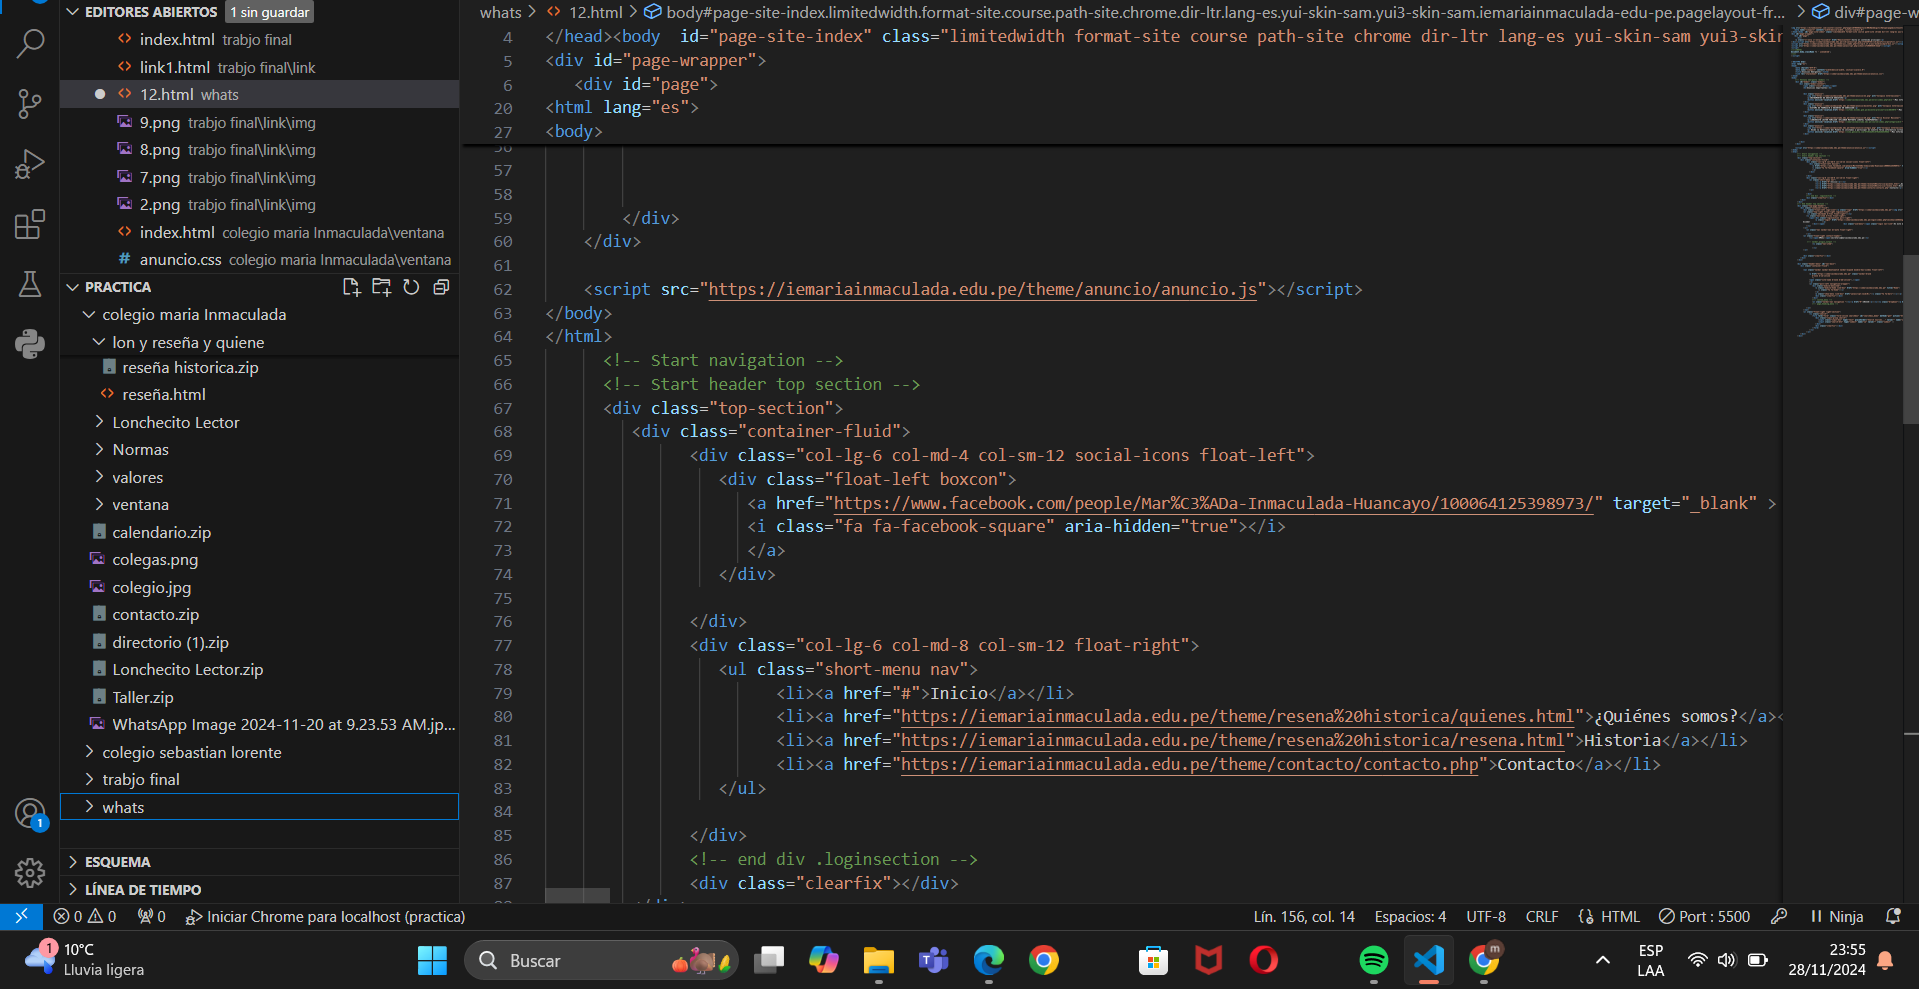 EDITORES ABIERTOS 1 sin guardar
index.html trabjo final
link1.html trabjo final\link
12.html whats
9.png trabjo final\link\img
8.png trabjo final\link\img
7.png trabjo final\link\img
2.png trabjo final\link\img
index.html colegio maria Inmaculada\ventana
anuncio.css colegio maria Inmaculada\ventana
PRACTICA
colegio maria Inmaculada
lon y reseña y quiene
reseña historica.zip
reseña.html
Lonchecito Lector
Normas
valores
ventana
calendario.zip
colegas.png
colegio.jpg
contacto.zip
directorio (1).zip
Lonchecito Lector.zip
Taller.zip
WhatsApp Image 2024-11-20 at 9.23.53 AM.jp...
colegio sebastian lorente
trabjo final
whats
ESQUEMA
LÍNEA DE TIEMPO
whats > 12.html > body#page-site-index.limitedwidth.format-site.course.path-site.chrome.dir-ltr.lang-es.yui-skin-sam.yui3-skin-sam.iemariainmaculada-edu-pe.pagelayout-fr... > div#page-w
4 </head><body  id="page-site-index" class="limitedwidth format-site course path-site chrome dir-ltr lang-es yui-skin-sam yui3-skin
5 <div id="page-wrapper">
6 <div id="page">
20 <html lang="es">
27 <body>
56
57
58
59 </div>
60 </div>
61
62 <script src="https://iemariainmaculada.edu.pe/theme/anuncio/anuncio.js"></script>
63 </body>
64 </html>
65 <!-- Start navigation -->
66 <!-- Start header top section -->
67 <div class="top-section">
68 <div class="container-fluid">
69 <div class="col-lg-6 col-md-4 col-sm-12 social-icons float-left">
70 <div class="float-left boxcon">
71 <a href="https://www.facebook.com/people/Mar%C3%ADa-Inmaculada-Huancayo/100064125398973/" target="_blank" >
72 <i class="fa fa-facebook-square" aria-hidden="true"></i>
73 </a>
74 </div>
75
76 </div>
77 <div class="col-lg-6 col-md-8 col-sm-12 float-right">
78 <ul class="short-menu nav">
79 <li><a href="#">Inicio</a></li>
80 <li><a href="https://iemariainmaculada.edu.pe/theme/resena%20historica/quienes.html">¿Quiénes somos?</a><
81 <li><a href="https://iemariainmaculada.edu.pe/theme/resena%20historica/resena.html">Historia</a></li>
82 <li><a href="https://iemariainmaculada.edu.pe/theme/contacto/contacto.php">Contacto</a></li>
83 </ul>
84
85 </div>
86 <!-- end div .loginsection -->
87 <div class="clearfix"></div>
0 0 0 Iniciar Chrome para localhost (practica) Lín. 156, col. 14 Espacios: 4 UTF-8 CRLF HTML Port : 5500 Ninja
1
10°C
Lluvia ligera
Buscar
m
ESP
LAA
23:55
28/11/2024